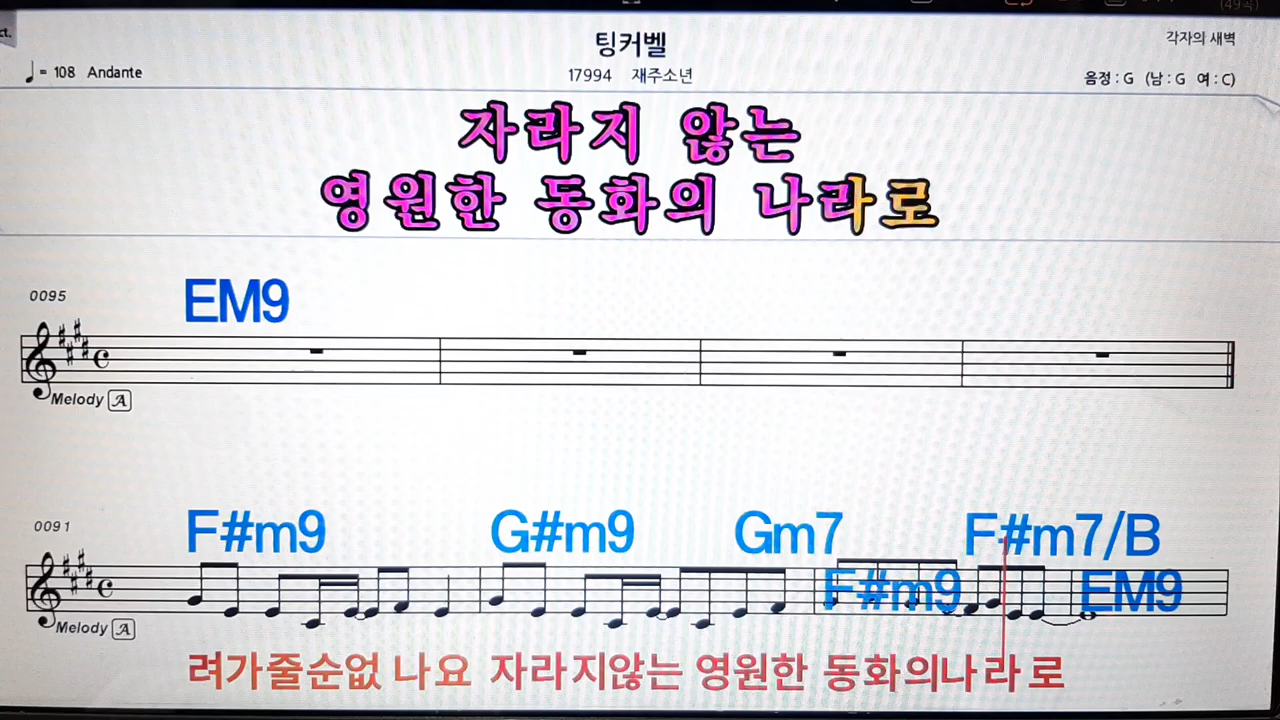 팅커벨
각자의 새벽
♩= 108 Andante
17994 재주소년
음정 : G (남 : G 여 : C)
자라지 않는
영원한 동화의 나라로
EM9
0095
Melody A
F#m9 G#m9 Gm7 F#m7/B
0091
F#m9 EM9
Melody A
려가줄순없 나요 자라지않는 영원한 동화의나라로